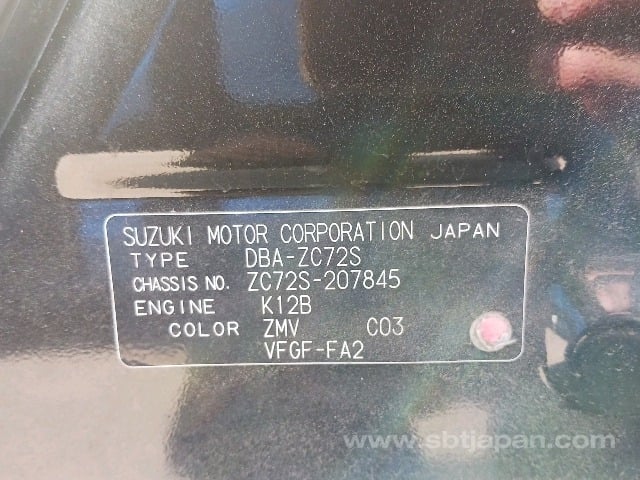 SUZUKI MOTOR CORPORATION JAPAN
TYPE DBA-ZC72S
CHASSIS NO. ZC72S-207845
ENGINE K12B
COLOR ZMV C03
VFGF-FA2
www.sbtjapan.com